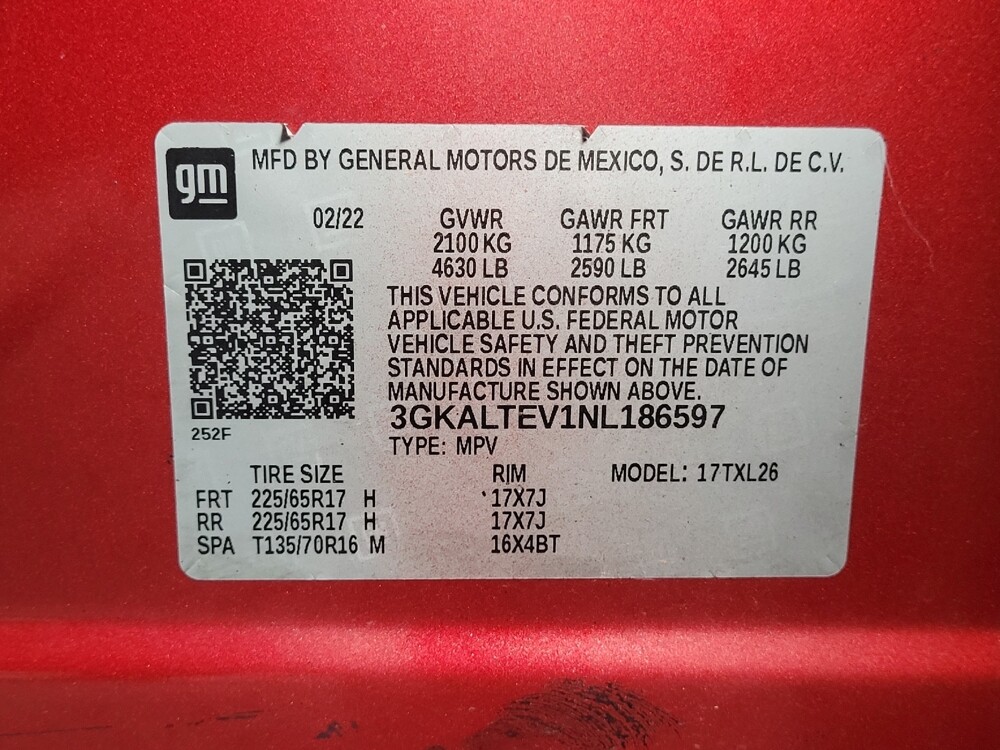 gm
MFD BY GENERAL MOTORS DE MEXICO, S. DE R.L. DE C.V.
02/22 GVWR GAWR FRT GAWR RR
2100 KG 1175 KG 1200 KG
4630 LB 2590 LB 2645 LB
THIS VEHICLE CONFORMS TO ALL
APPLICABLE U.S. FEDERAL MOTOR
VEHICLE SAFETY AND THEFT PREVENTION
STANDARDS IN EFFECT ON THE DATE OF
MANUFACTURE SHOWN ABOVE.
3GKALTEV1NL186597
252F
TYPE: MPV
TIRE SIZE RIM MODEL: 17TXL26
FRT 225/65R17 H 17X7J
RR 225/65R17 H 17X7J
SPA T135/70R16 M 16X4BT